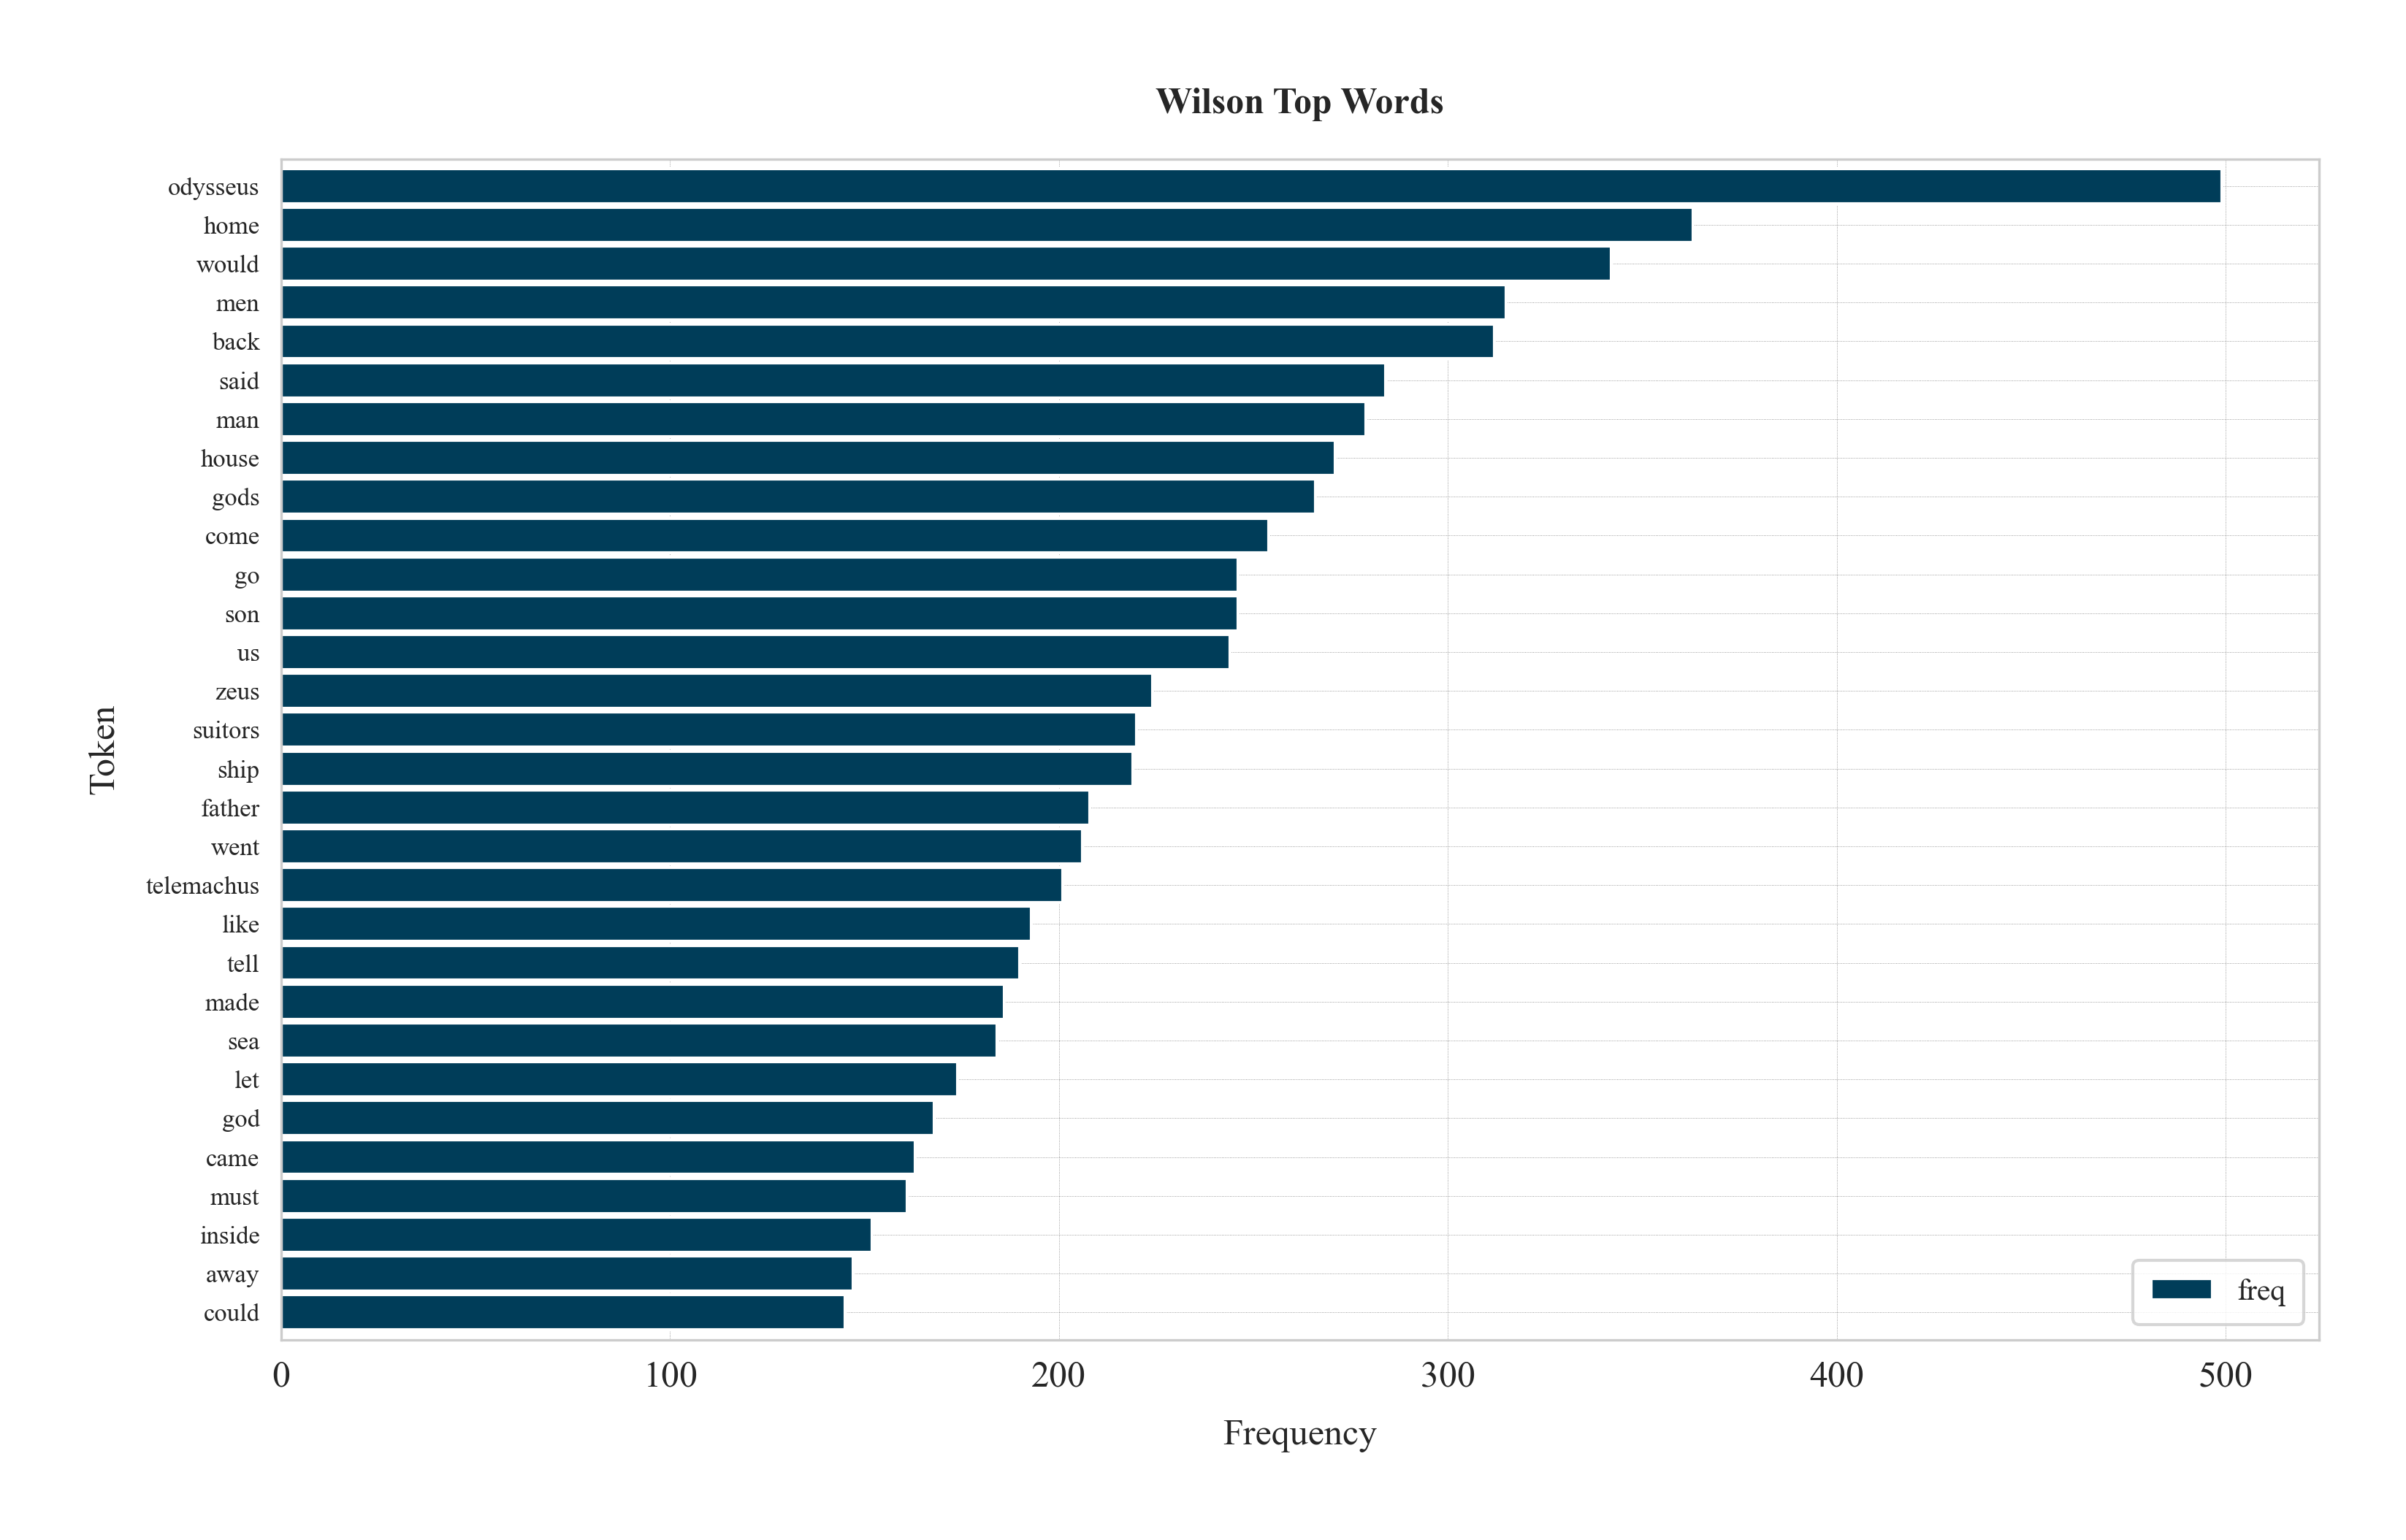 Wilson Top Words
odysseus
home
would
men
back
said
man
house
gods
come
go
son
us
zeus
suitors
ship
father
went
telemachus
like
tell
made
sea
let
god
came
must
inside
away
could
Token
0 100 200 300 400 500
Frequency
freq